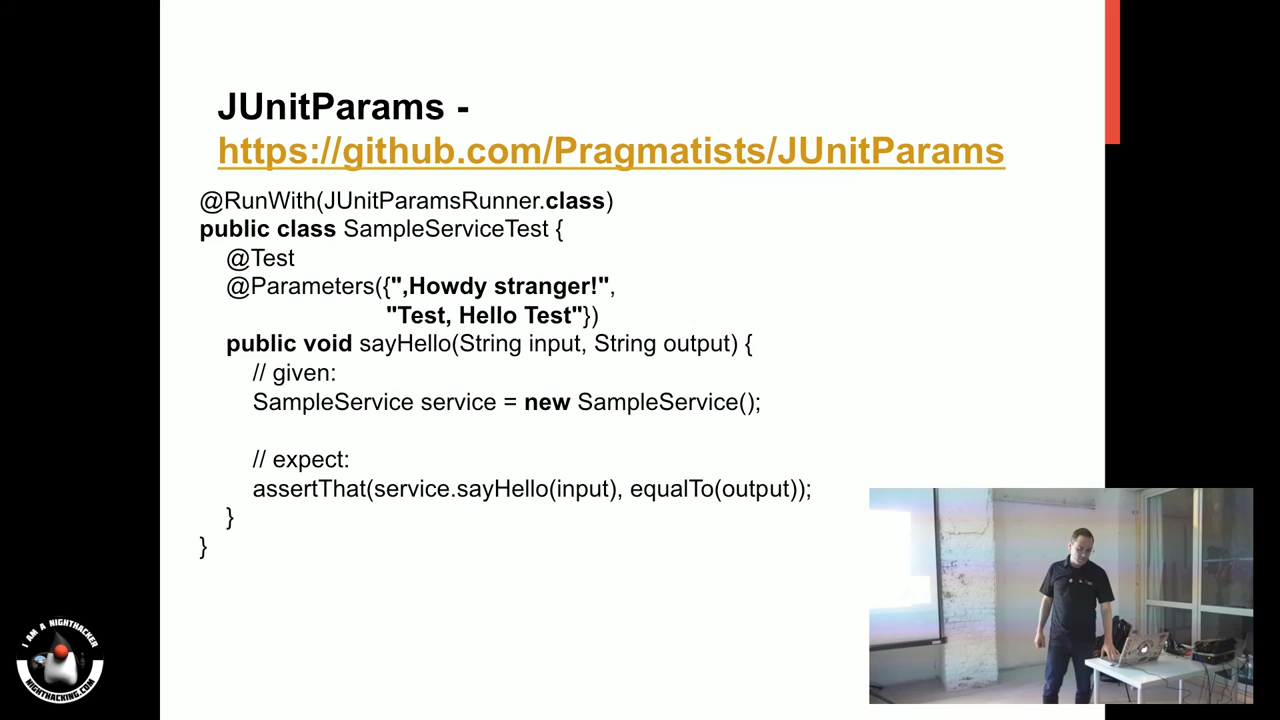 JUnitParams -
https://github.com/Pragmatists/JUnitParams
@RunWith(JUnitParamsRunner.class)
public class SampleServiceTest {
@Test
@Parameters({",Howdy stranger!",
"Test, Hello Test"})
public void sayHello(String input, String output) {
// given:
SampleService service = new SampleService();
// expect:
assertThat(service.sayHello(input), equalTo(output));
}
}
I AM A NIGHTHACKER
NIGHTHACKING.COM